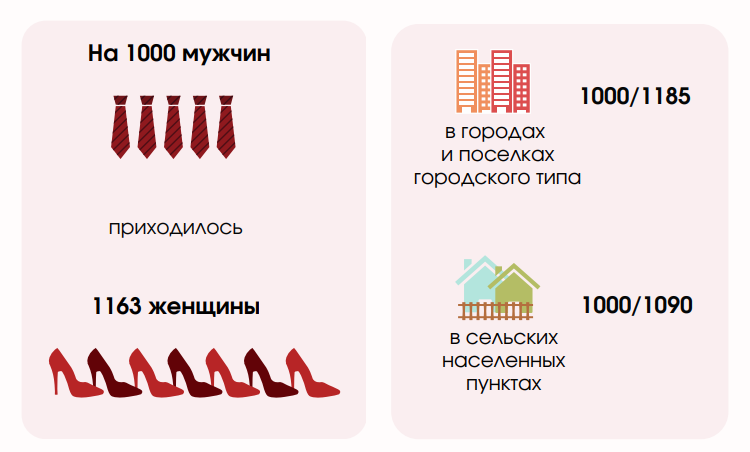 На 1000 мужчин
приходилось
1163 женщины
1000/1185
в городах
и поселках
городского типа
1000/1090
в сельских
населенных
пунктах